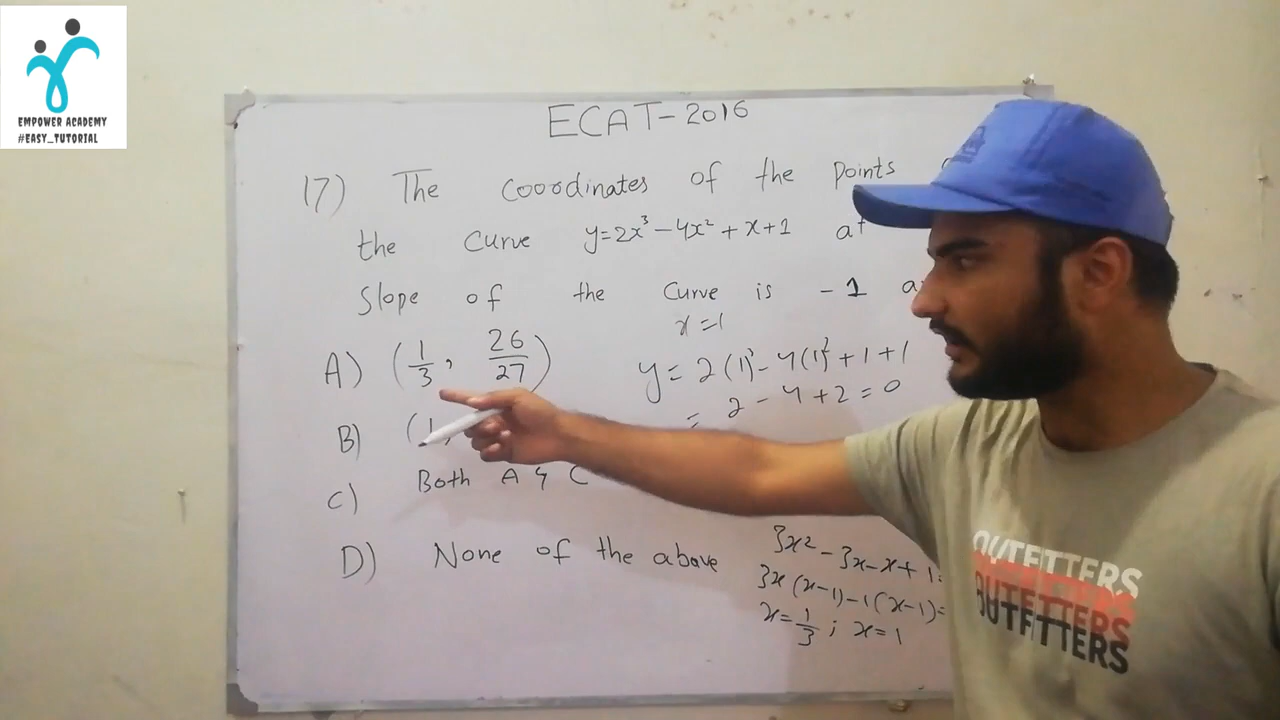 EMPOWER ACADEMY
#EASY_TUTORIAL
ECAT-2016
17) The coordinates of the points
the curve y=2x³-4x²+x+1 at
slope of the curve is -1
x=1
A) (1/3, 26/27)
y=2(1)³-4(1)²+1+1
= 2-4+2=0
B) (1,
C) Both A & C
D) None of the above
3x²-3x-x+1=
3x(x-1)-1(x-1)=
x=1/3; x=1
OUTFITTERS
OUTFITTERS
OUTFITTERS